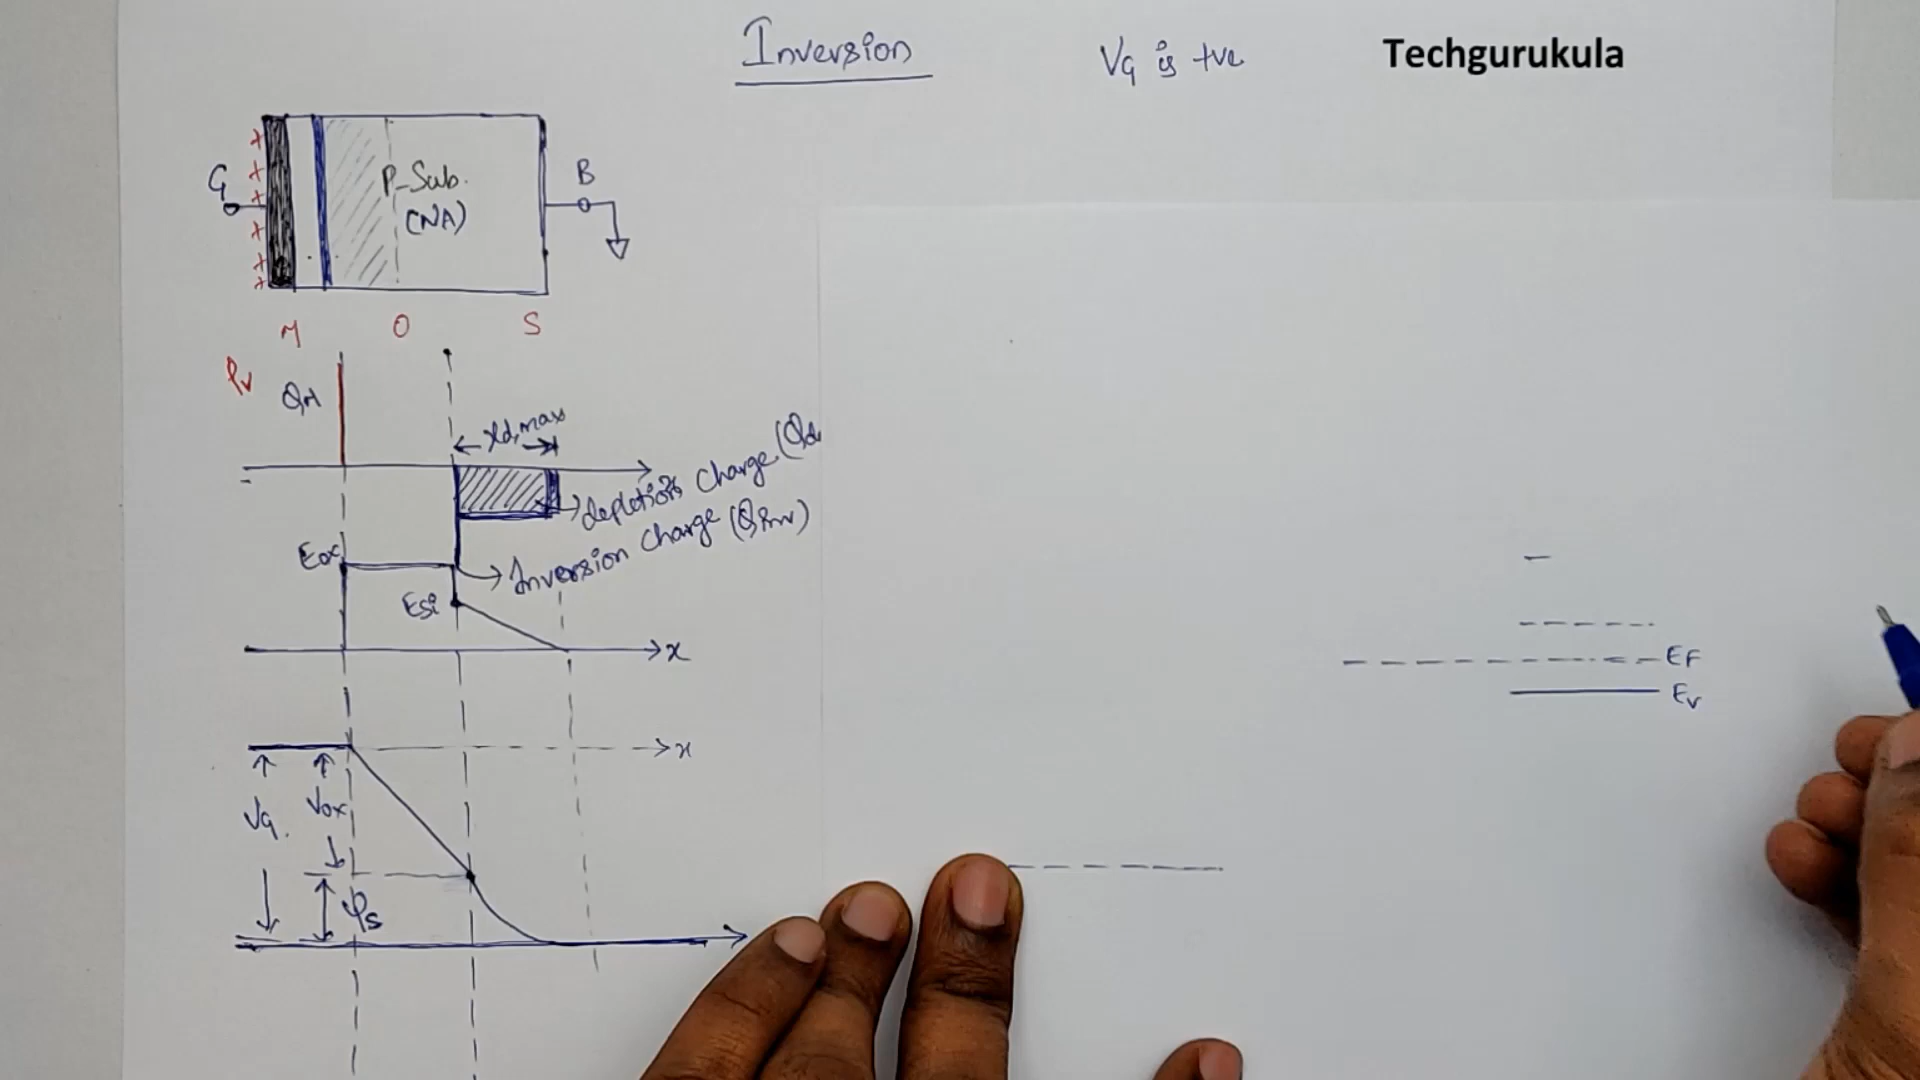 Inversion
VG is +ve
Techgurukula
G
P-Sub.
(NA)
B
M O S
ρv
QM
xd,max
depletion charge (Qd
Inversion charge (Qinv)
Eox
Esi
x
EF
Ev
x
VG.
Vox
φs